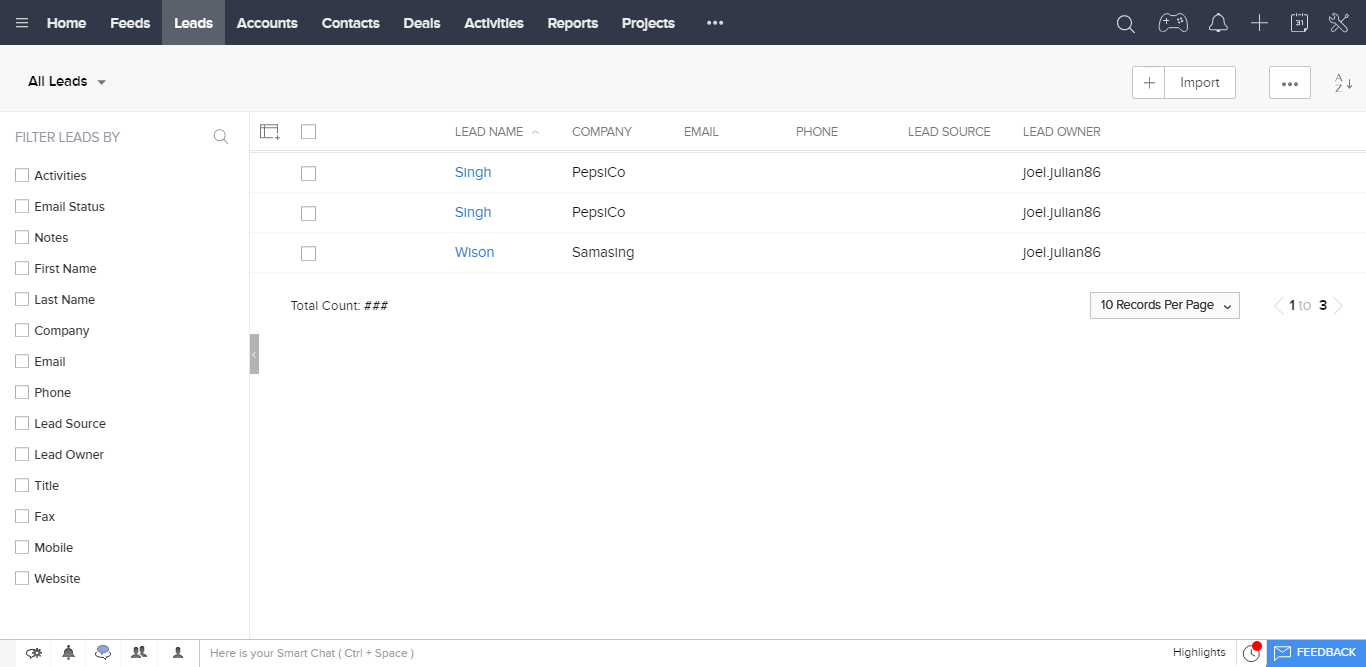 Home Feeds Leads Accounts Contacts Deals Activities Reports Projects •••
31
All Leads
+ Import ••• A Z
FILTER LEADS BY
LEAD NAME COMPANY EMAIL PHONE LEAD SOURCE LEAD OWNER
Activities
Singh PepsiCo joel.julian86
Email Status
Singh PepsiCo joel.julian86
Notes
Wison Samasing joel.julian86
First Name
Last Name
Total Count: ### 10 Records Per Page 1 to 3
Company
Email
Phone
Lead Source
Lead Owner
Title
Fax
Mobile
Website
Here is your Smart Chat ( Ctrl + Space ) Highlights FEEDBACK